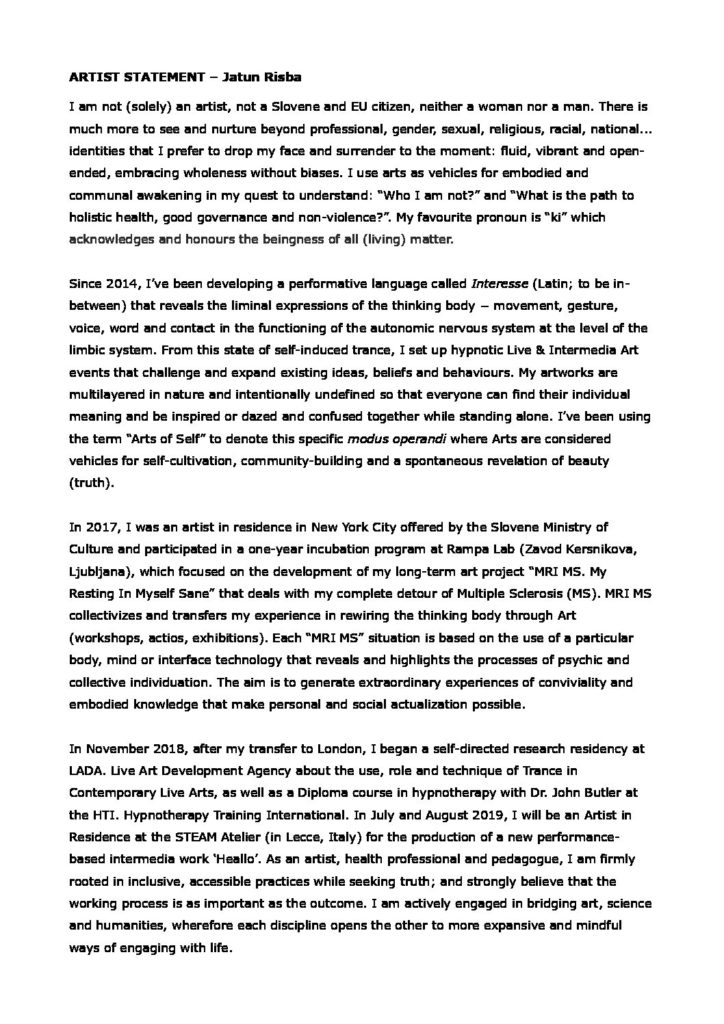 ARTIST STATEMENT – Jatun Risba
I am not (solely) an artist, not a Slovene and EU citizen, neither a woman nor a man. There is
much more to see and nurture beyond professional, gender, sexual, religious, racial, national...
identities that I prefer to drop my face and surrender to the moment: fluid, vibrant and open-
ended, embracing wholeness without biases. I use arts as vehicles for embodied and
communal awakening in my quest to understand: “Who I am not?” and “What is the path to
holistic health, good governance and non-violence?”. My favourite pronoun is “ki” which
acknowledges and honours the beingness of all (living) matter.
Since 2014, I’ve been developing a performative language called Interesse (Latin; to be in-
between) that reveals the liminal expressions of the thinking body – movement, gesture,
voice, word and contact in the functioning of the autonomic nervous system at the level of the
limbic system. From this state of self-induced trance, I set up hypnotic Live & Intermedia Art
events that challenge and expand existing ideas, beliefs and behaviours. My artworks are
multilayered in nature and intentionally undefined so that everyone can find their individual
meaning and be inspired or dazed and confused together while standing alone. I’ve been using
the term “Arts of Self” to denote this specific modus operandi where Arts are considered
vehicles for self-cultivation, community-building and a spontaneous revelation of beauty
(truth).
In 2017, I was an artist in residence in New York City offered by the Slovene Ministry of
Culture and participated in a one-year incubation program at Rampa Lab (Zavod Kersnikova,
Ljubljana), which focused on the development of my long-term art project “MRI MS. My
Resting In Myself Sane” that deals with my complete detour of Multiple Sclerosis (MS). MRI MS
collectivizes and transfers my experience in rewiring the thinking body through Art
(workshops, actios, exhibitions). Each “MRI MS” situation is based on the use of a particular
body, mind or interface technology that reveals and highlights the processes of psychic and
collective individuation. The aim is to generate extraordinary experiences of conviviality and
embodied knowledge that make personal and social actualization possible.
In November 2018, after my transfer to London, I began a self-directed research residency at
LADA. Live Art Development Agency about the use, role and technique of Trance in
Contemporary Live Arts, as well as a Diploma course in hypnotherapy with Dr. John Butler at
the HTI. Hypnotherapy Training International. In July and August 2019, I will be an Artist in
Residence at the STEAM Atelier (in Lecce, Italy) for the production of a new performance-
based intermedia work ‘Heallo’. As an artist, health professional and pedagogue, I am firmly
rooted in inclusive, accessible practices while seeking truth; and strongly believe that the
working process is as important as the outcome. I am actively engaged in bridging art, science
and humanities, wherefore each discipline opens the other to more expansive and mindful
ways of engaging with life.